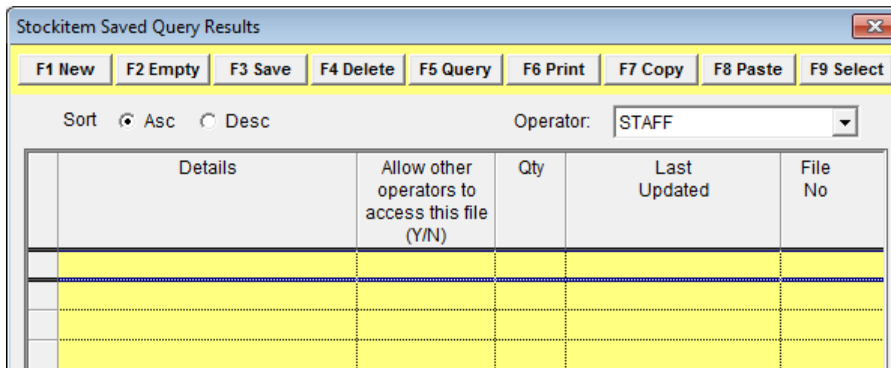 Stockitem Saved Query Results
F1 New F2 Empty F3 Save F4 Delete F5 Query F6 Print F7 Copy F8 Paste F9 Select
Sort Asc Desc Operator: STAFF
Details Allow other Qty Last File
operators to Updated No
access this file
(Y/N)